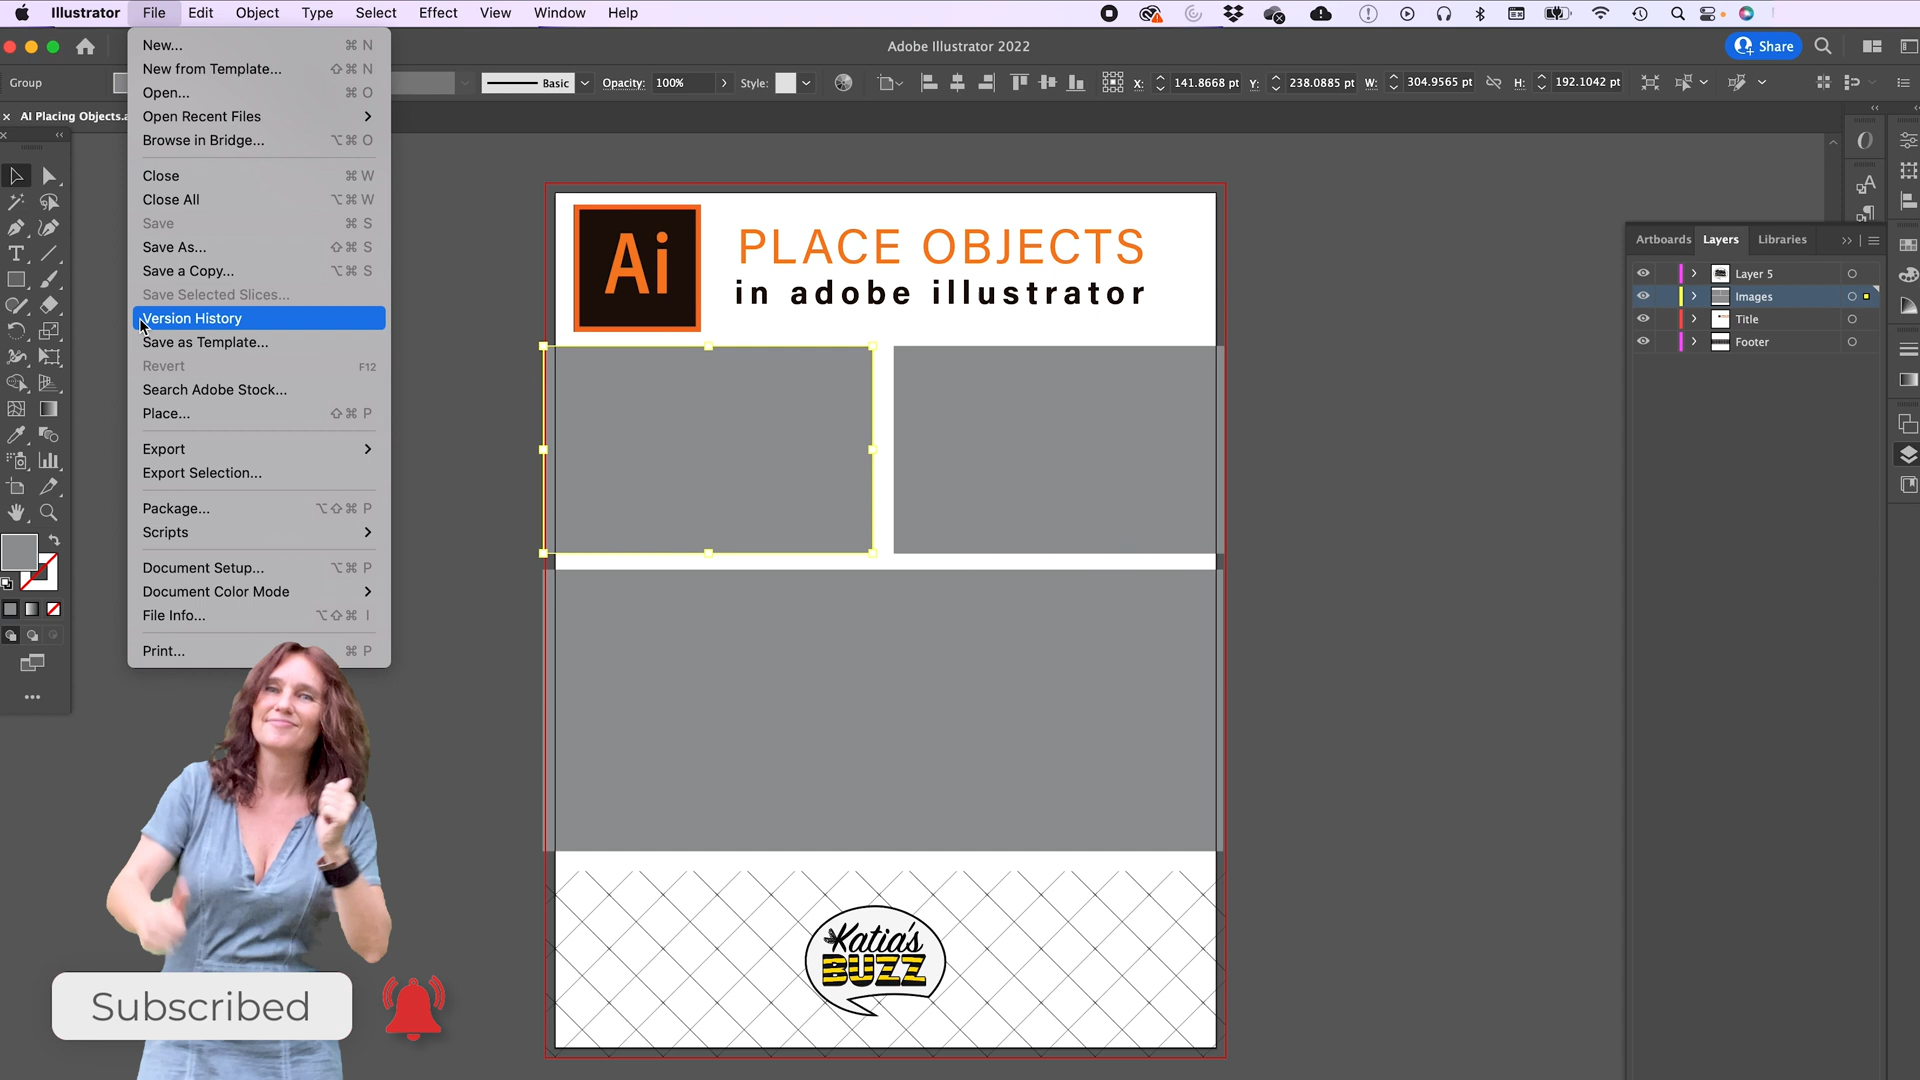 Illustrator File Edit Object Type Select Effect View Window Help
Adobe Illustrator 2022
Share
Group
Basic
Opacity: 100%
Style:
X: 141.8668 pt Y: 238.0885 pt W: 304.9565 pt H: 192.1042 pt
AI Placing Objects.a
New... ⌘ N
New from Template... ⇧⌘ N
Open... ⌘ O
Open Recent Files
Browse in Bridge... ⌥⌘ O
Close ⌘ W
Close All ⌥⌘ W
Save ⌘ S
Save As... ⇧⌘ S
Save a Copy... ⌥⌘ S
Save Selected Slices...
Version History
Save as Template...
Revert F12
Search Adobe Stock...
Place... ⇧⌘ P
Export
Export Selection...
Package... ⌥⇧⌘ P
Scripts
Document Setup... ⌥⌘ P
Document Color Mode
File Info... ⌥⇧⌘ I
Print... ⌘ P
Ai
PLACE OBJECTS
in adobe illustrator
Artboards Layers Libraries
Layer 5
Images
Title
Footer
Katia's
BUZZ
Subscribed